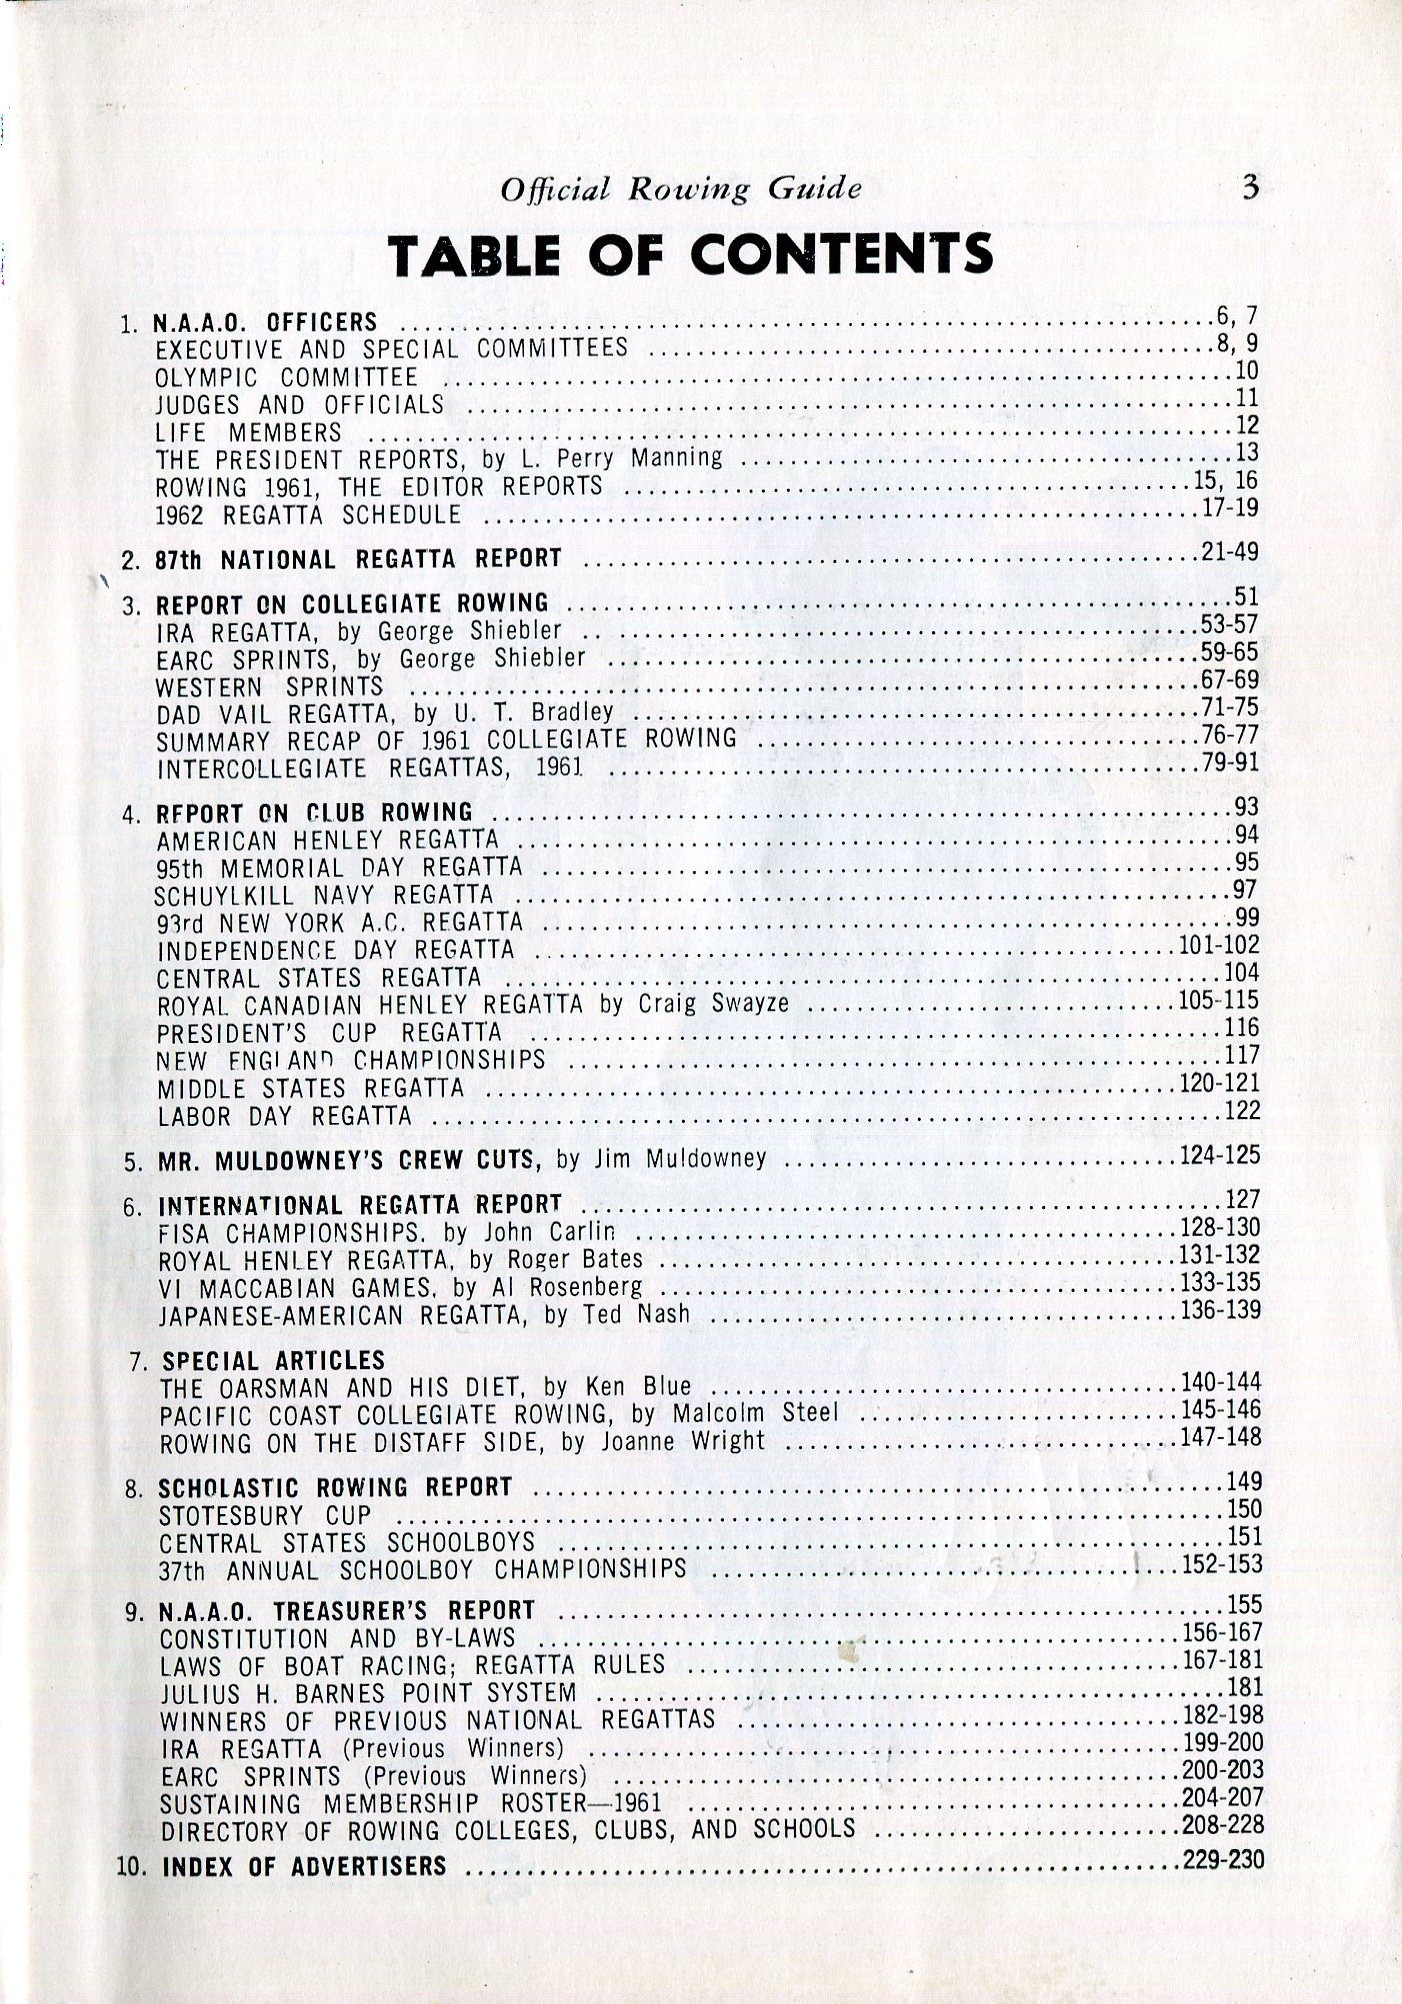 Official Rowing Guide 3
TABLE OF CONTENTS
1. N.A.A.O. OFFICERS ........ 6, 7
EXECUTIVE AND SPECIAL COMMITTEES ........ 8, 9
OLYMPIC COMMITTEE ........ 10
JUDGES AND OFFICIALS ........ 11
LIFE MEMBERS ........ 12
THE PRESIDENT REPORTS, by L. Perry Manning ........ 13
ROWING 1961, THE EDITOR REPORTS ........ 15, 16
1962 REGATTA SCHEDULE ........ 17-19
2. 87th NATIONAL REGATTA REPORT ........ 21-49
3. REPORT ON COLLEGIATE ROWING ........ 51
IRA REGATTA, by George Shiebler ........ 53-57
EARC SPRINTS, by George Shiebler ........ 59-65
WESTERN SPRINTS ........ 67-69
DAD VAIL REGATTA, by U. T. Bradley ........ 71-75
SUMMARY RECAP OF 1961 COLLEGIATE ROWING ........ 76-77
INTERCOLLEGIATE REGATTAS, 1961 ........ 79-91
4. REPORT ON CLUB ROWING ........ 93
AMERICAN HENLEY REGATTA ........ 94
95th MEMORIAL DAY REGATTA ........ 95
SCHUYLKILL NAVY REGATTA ........ 97
93rd NEW YORK A.C. REGATTA ........ 99
INDEPENDENCE DAY REGATTA ........ 101-102
CENTRAL STATES REGATTA ........ 104
ROYAL CANADIAN HENLEY REGATTA by Craig Swayze ........ 105-115
PRESIDENT'S CUP REGATTA ........ 116
NEW ENGLAND CHAMPIONSHIPS ........ 117
MIDDLE STATES REGATTA ........ 120-121
LABOR DAY REGATTA ........ 122
5. MR. MULDOWNEY'S CREW CUTS, by Jim Muldowney ........ 124-125
6. INTERNATIONAL REGATTA REPORT ........ 127
FISA CHAMPIONSHIPS, by John Carlin ........ 128-130
ROYAL HENLEY REGATTA, by Roger Bates ........ 131-132
VI MACCABIAN GAMES, by Al Rosenberg ........ 133-135
JAPANESE-AMERICAN REGATTA, by Ted Nash ........ 136-139
7. SPECIAL ARTICLES
THE OARSMAN AND HIS DIET, by Ken Blue ........ 140-144
PACIFIC COAST COLLEGIATE ROWING, by Malcolm Steel ........ 145-146
ROWING ON THE DISTAFF SIDE, by Joanne Wright ........ 147-148
8. SCHOLASTIC ROWING REPORT ........ 149
STOTESBURY CUP ........ 150
CENTRAL STATES SCHOOLBOYS ........ 151
37th ANNUAL SCHOOLBOY CHAMPIONSHIPS ........ 152-153
9. N.A.A.O. TREASURER'S REPORT ........ 155
CONSTITUTION AND BY-LAWS ........ 156-167
LAWS OF BOAT RACING; REGATTA RULES ........ 167-181
JULIUS H. BARNES POINT SYSTEM ........ 181
WINNERS OF PREVIOUS NATIONAL REGATTAS ........ 182-198
IRA REGATTA (Previous Winners) ........ 199-200
EARC SPRINTS (Previous Winners) ........ 200-203
SUSTAINING MEMBERSHIP ROSTER—1961 ........ 204-207
DIRECTORY OF ROWING COLLEGES, CLUBS, AND SCHOOLS ........ 208-228
10. INDEX OF ADVERTISERS ........ 229-230